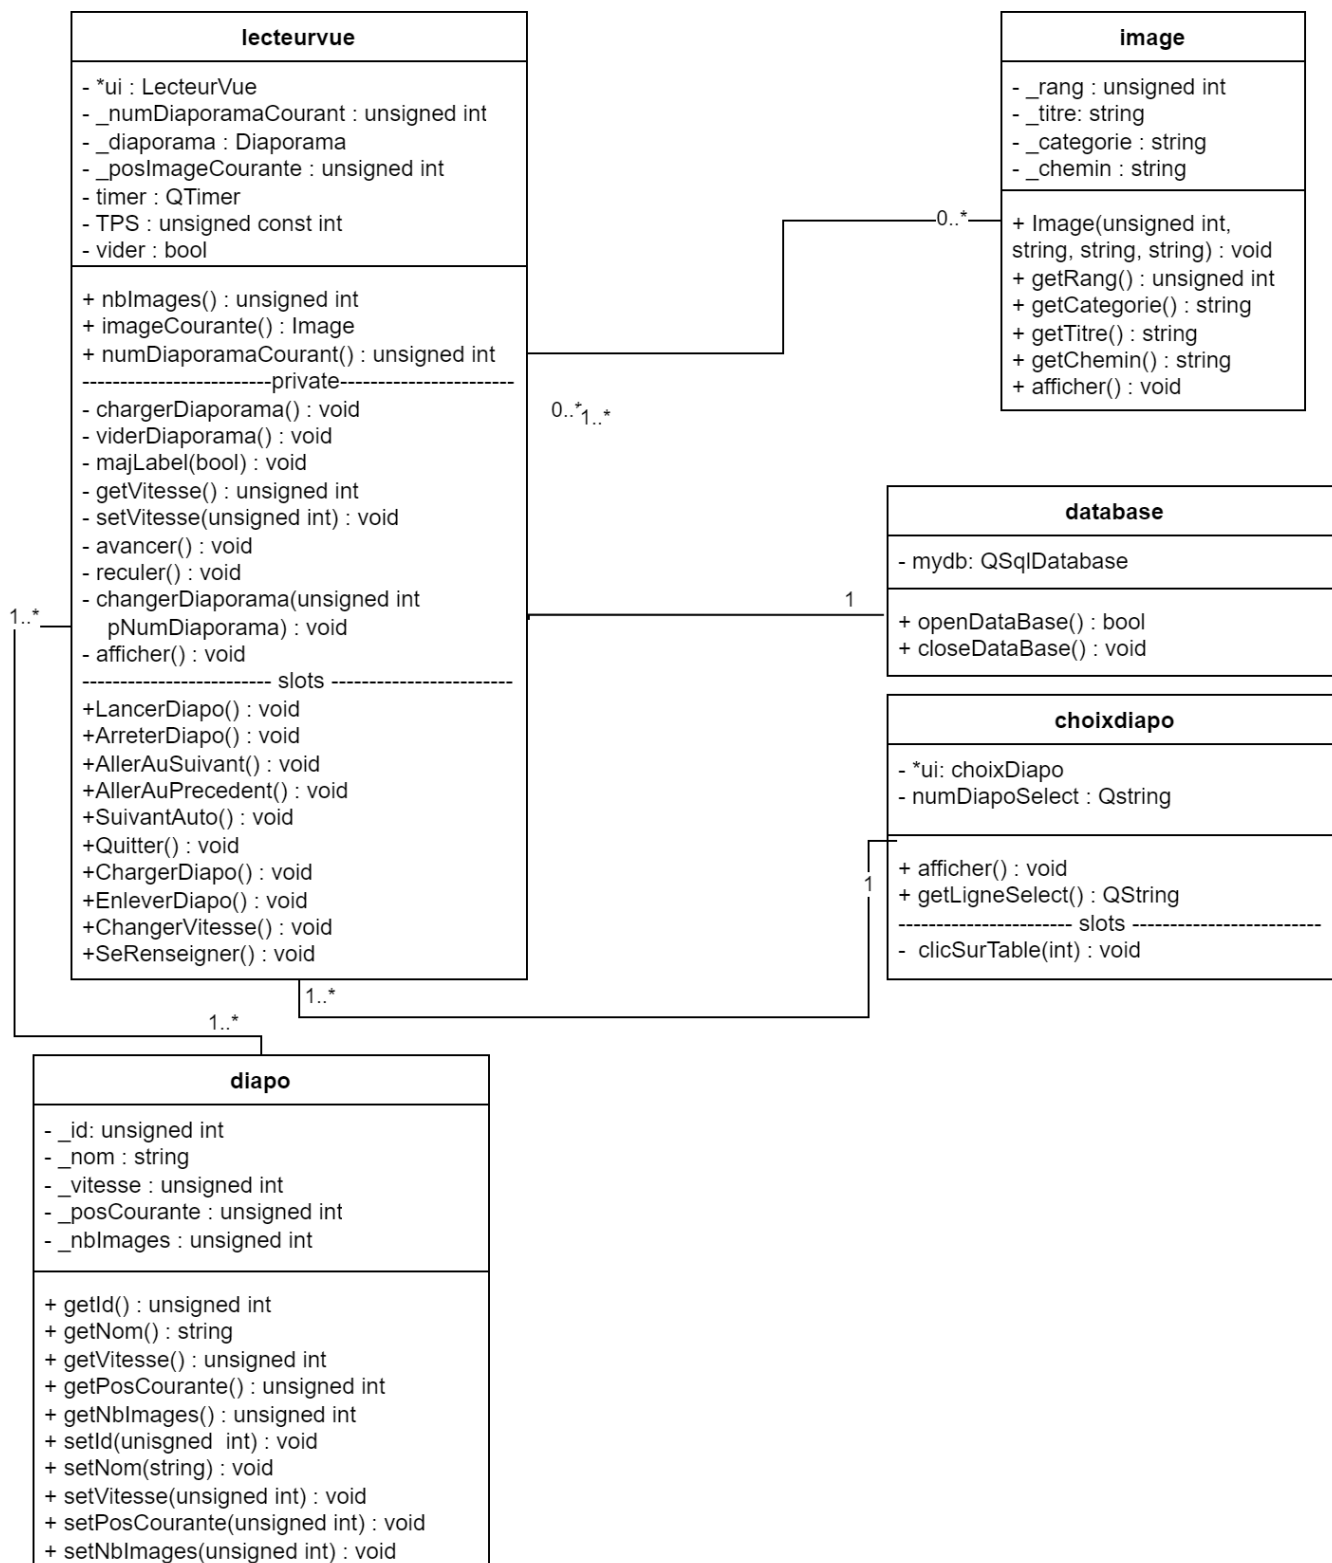 lecteurvue
- *ui : LecteurVue
- _numDiaporamaCourant : unsigned int
- _diaporama : Diaporama
- _posImageCourante : unsigned int
- timer : QTimer
- TPS : unsigned const int
- vider : bool
+ nbImages() : unsigned int
+ imageCourante() : Image
+ numDiaporamaCourant() : unsigned int
-------------------------private-----------------------
- chargerDiaporama() : void
- viderDiaporama() : void
- majLabel(bool) : void
- getVitesse() : unsigned int
- setVitesse(unsigned int) : void
- avancer() : void
- reculer() : void
- changerDiaporama(unsigned int
pNumDiaporama) : void
- afficher() : void
------------------------- slots ------------------------
+LancerDiapo() : void
+ArreterDiapo() : void
+AllerAuSuivant() : void
+AllerAuPrecedent() : void
+SuivantAuto() : void
+Quitter() : void
+ChargerDiapo() : void
+EnleverDiapo() : void
+ChangerVitesse() : void
+SeRenseigner() : void
image
- _rang : unsigned int
- _titre: string
- _categorie : string
- _chemin : string
+ Image(unsigned int,
string, string, string) : void
+ getRang() : unsigned int
+ getCategorie() : string
+ getTitre() : string
+ getChemin() : string
+ afficher() : void
0..*
0..*
1..*
database
- mydb: QSqlDatabase
+ openDataBase() : bool
+ closeDataBase() : void
1
choixdiapo
- *ui: choixDiapo
- numDiapoSelect : Qstring
+ afficher() : void
+ getLigneSelect() : QString
----------------------- slots -------------------------
- clicSurTable(int) : void
1
1..*
1..*
1..*
diapo
- _id: unsigned int
- _nom : string
- _vitesse : unsigned int
- _posCourante : unsigned int
- _nbImages : unsigned int
+ getId() : unsigned int
+ getNom() : string
+ getVitesse() : unsigned int
+ getPosCourante() : unsigned int
+ getNbImages() : unsigned int
+ setId(unisgned  int) : void
+ setNom(string) : void
+ setVitesse(unsigned int) : void
+ setPosCourante(unsigned int) : void
+ setNbImages(unsigned int) : void